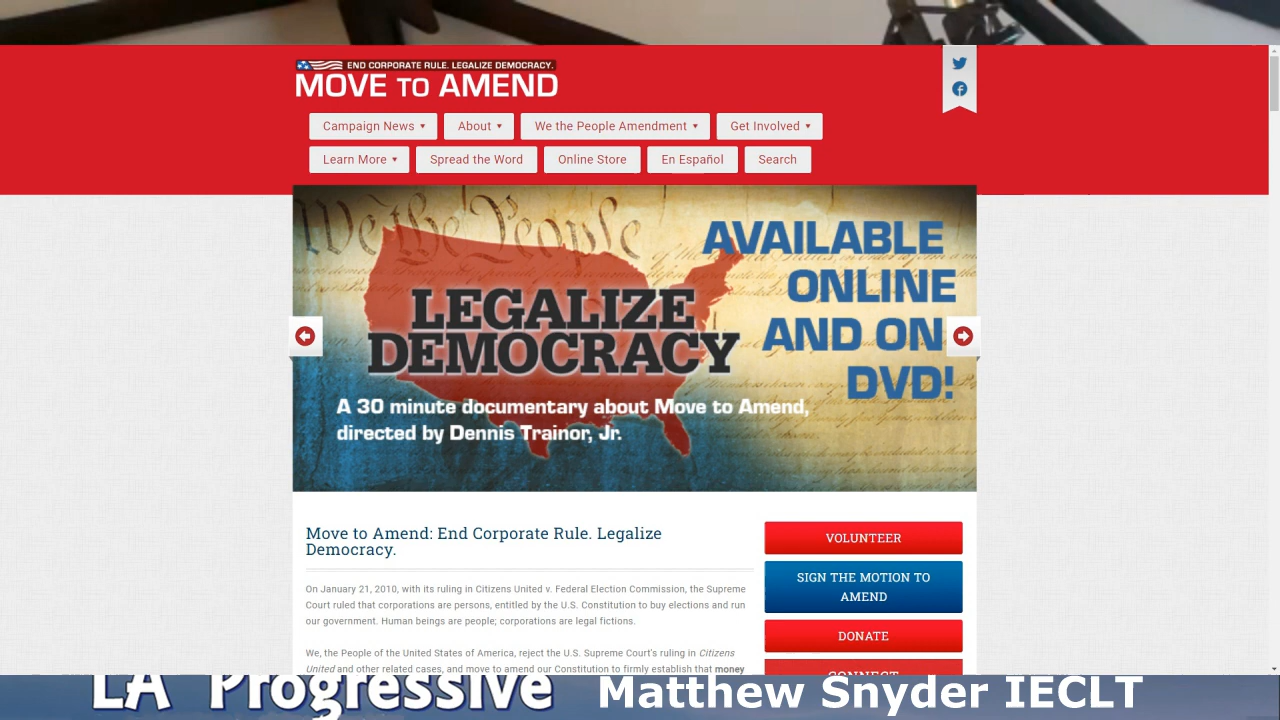 END CORPORATE RULE. LEGALIZE DEMOCRACY.
MOVE TO AMEND
Campaign News ▾
About ▾
We the People Amendment ▾
Get Involved ▾
Learn More ▾
Spread the Word
Online Store
En Español
Search
We the People
AVAILABLE
ONLINE
AND ON
DVD!
LEGALIZE
DEMOCRACY
A 30 minute documentary about Move to Amend,
directed by Dennis Trainor, Jr.
Move to Amend: End Corporate Rule. Legalize
Democracy.
On January 21, 2010, with its ruling in Citizens United v. Federal Election Commission, the Supreme
Court ruled that corporations are persons, entitled by the U.S. Constitution to buy elections and run
our government. Human beings are people; corporations are legal fictions.
We, the People of the United States of America, reject the U.S. Supreme Court's ruling in Citizens
United and other related cases, and move to amend our Constitution to firmly establish that money
VOLUNTEER
SIGN THE MOTION TO
AMEND
DONATE
CONNECT
LA Progressive
Matthew Snyder IECLT